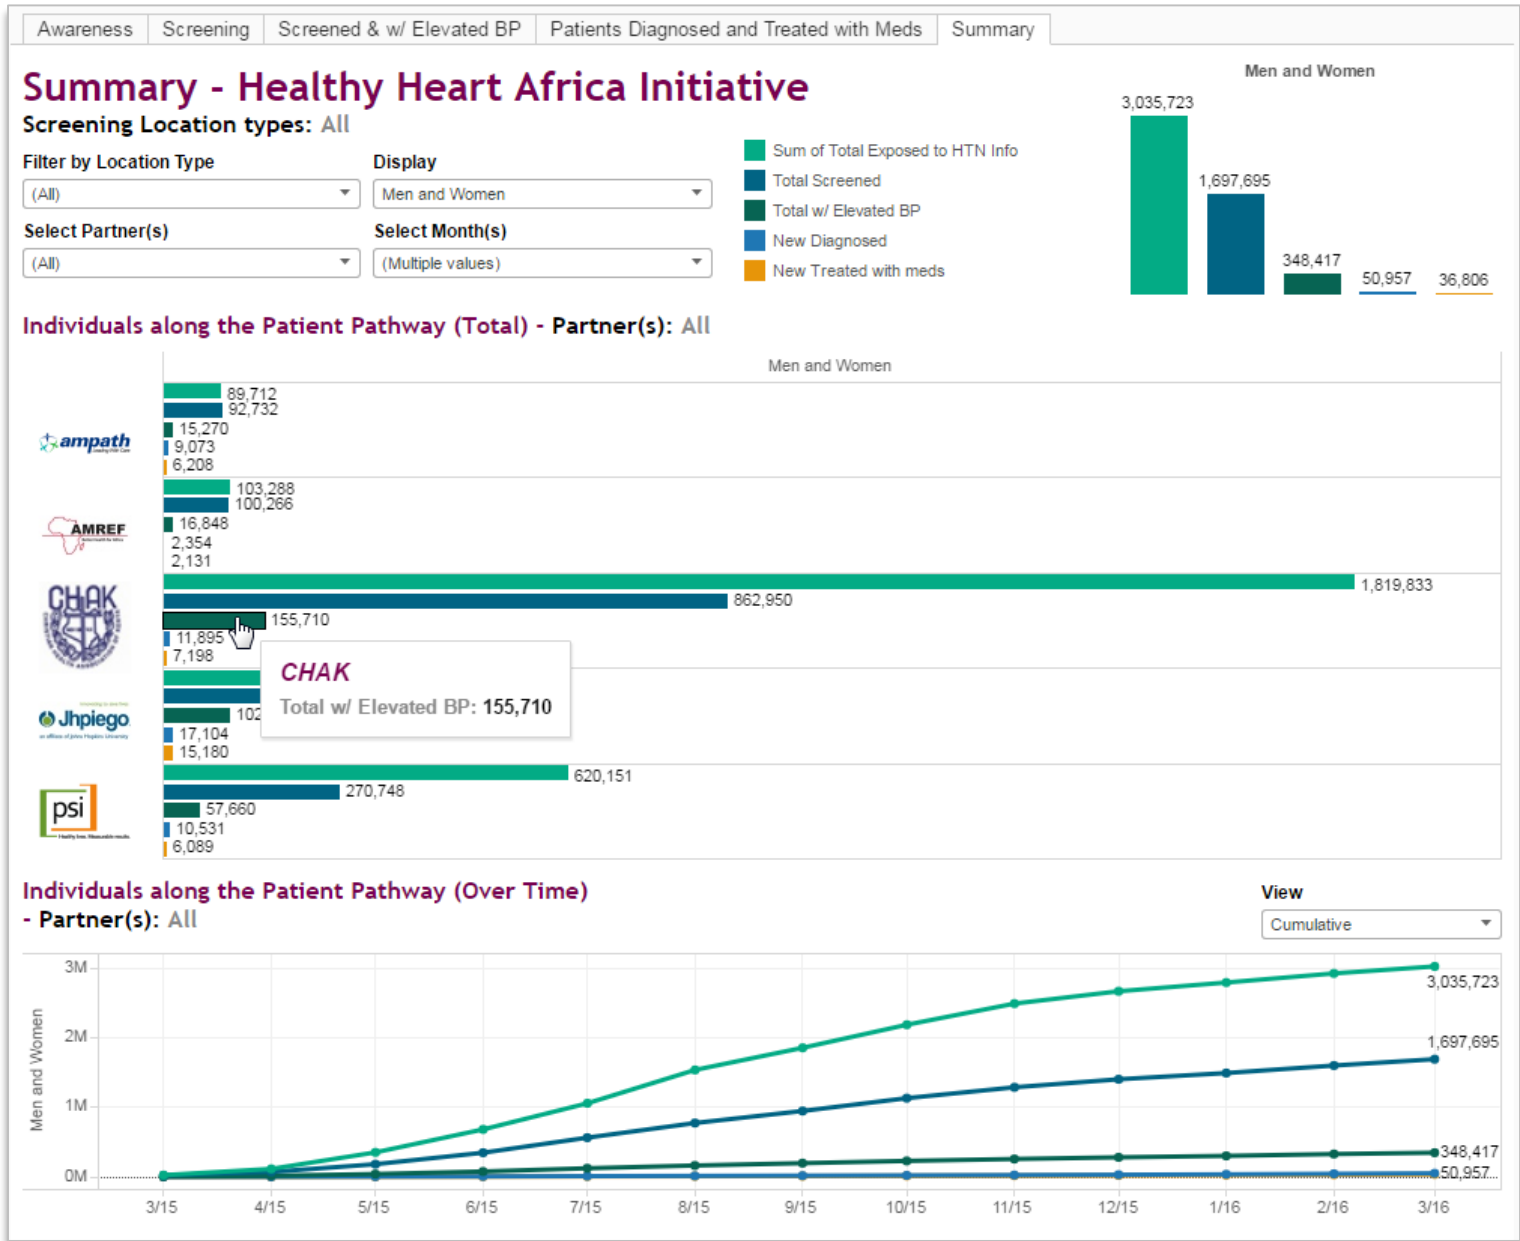 Awareness Screening Screened & w/ Elevated BP Patients Diagnosed and Treated with Meds Summary
Summary - Healthy Heart Africa Initiative
Screening Location types: All
Filter by Location Type Display
(All) Men and Women
Select Partner(s) Select Month(s)
(All) (Multiple values)
Sum of Total Exposed to HTN Info
Total Screened
Total w/ Elevated BP
New Diagnosed
New Treated with meds
Men and Women
3,035,723
1,697,695
348,417
50,957
36,806
Individuals along the Patient Pathway (Total) - Partner(s): All
Men and Women
ampath
89,712
92,732
15,270
9,073
6,208
AMREF
103,288
100,266
16,848
2,354
2,131
CHAK
1,819,833
862,950
155,710
11,895
7,198
CHAK
Total w/ Elevated BP: 155,710
Jhpiego
102
17,104
15,180
psi
620,151
270,748
57,660
10,531
6,089
Individuals along the Patient Pathway (Over Time)
- Partner(s): All
View
Cumulative
Men and Women
3M
2M
1M
0M
3,035,723
1,697,695
348,417
50,957
3/15 4/15 5/15 6/15 7/15 8/15 9/15 10/15 11/15 12/15 1/16 2/16 3/16